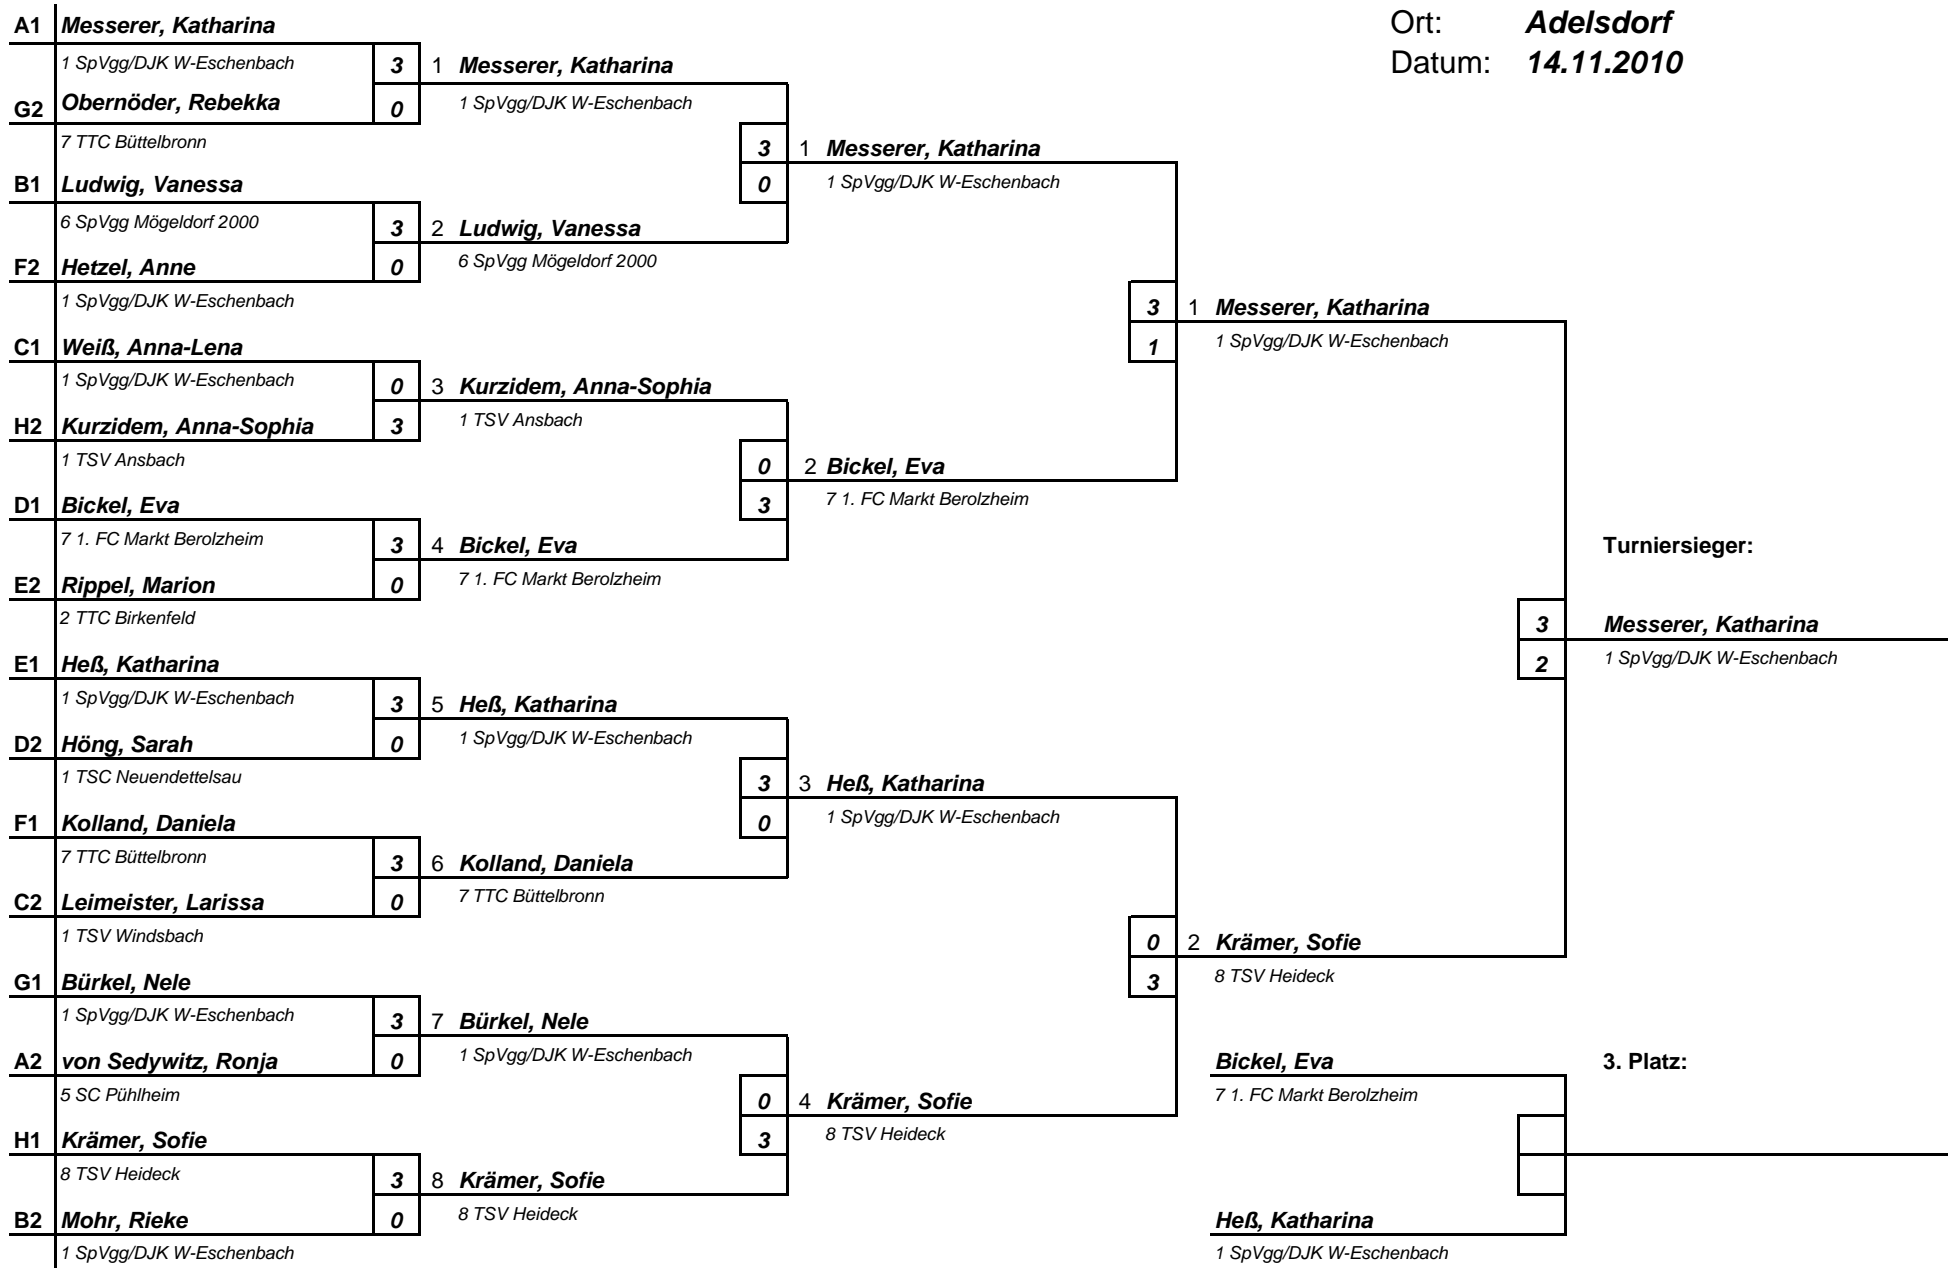 Ort: Adelsdorf
Datum: 14.11.2010
A1 Messerer, Katharina
1 SpVgg/DJK W-Eschenbach 3
G2 Obernöder, Rebekka 0
7 TTC Büttelbronn
B1 Ludwig, Vanessa
6 SpVgg Mögeldorf 2000 3
F2 Hetzel, Anne 0
1 SpVgg/DJK W-Eschenbach
C1 Weiß, Anna-Lena
1 SpVgg/DJK W-Eschenbach 0
H2 Kurzidem, Anna-Sophia 3
1 TSV Ansbach
D1 Bickel, Eva
7 1. FC Markt Berolzheim 3
E2 Rippel, Marion 0
2 TTC Birkenfeld
E1 Heß, Katharina
1 SpVgg/DJK W-Eschenbach 3
D2 Höng, Sarah 0
1 TSC Neuendettelsau
F1 Kolland, Daniela
7 TTC Büttelbronn 3
C2 Leimeister, Larissa 0
1 TSV Windsbach
G1 Bürkel, Nele
1 SpVgg/DJK W-Eschenbach 3
A2 von Sedywitz, Ronja 0
5 SC Pühlheim
H1 Krämer, Sofie
8 TSV Heideck 3
B2 Mohr, Rieke 0
1 SpVgg/DJK W-Eschenbach
1 Messerer, Katharina
1 SpVgg/DJK W-Eschenbach
3
0
2 Ludwig, Vanessa
6 SpVgg Mögeldorf 2000
3 Kurzidem, Anna-Sophia
1 TSV Ansbach
0
3
4 Bickel, Eva
7 1. FC Markt Berolzheim
5 Heß, Katharina
1 SpVgg/DJK W-Eschenbach
3
0
6 Kolland, Daniela
7 TTC Büttelbronn
7 Bürkel, Nele
1 SpVgg/DJK W-Eschenbach
0
3
8 Krämer, Sofie
8 TSV Heideck
1 Messerer, Katharina
1 SpVgg/DJK W-Eschenbach
3
1
2 Bickel, Eva
7 1. FC Markt Berolzheim
3 Heß, Katharina
1 SpVgg/DJK W-Eschenbach
0
3
4 Krämer, Sofie
8 TSV Heideck
1 Messerer, Katharina
1 SpVgg/DJK W-Eschenbach
3
2
2 Krämer, Sofie
8 TSV Heideck
Turniersieger:
Messerer, Katharina
1 SpVgg/DJK W-Eschenbach
Bickel, Eva
7 1. FC Markt Berolzheim
3. Platz:
Heß, Katharina
1 SpVgg/DJK W-Eschenbach